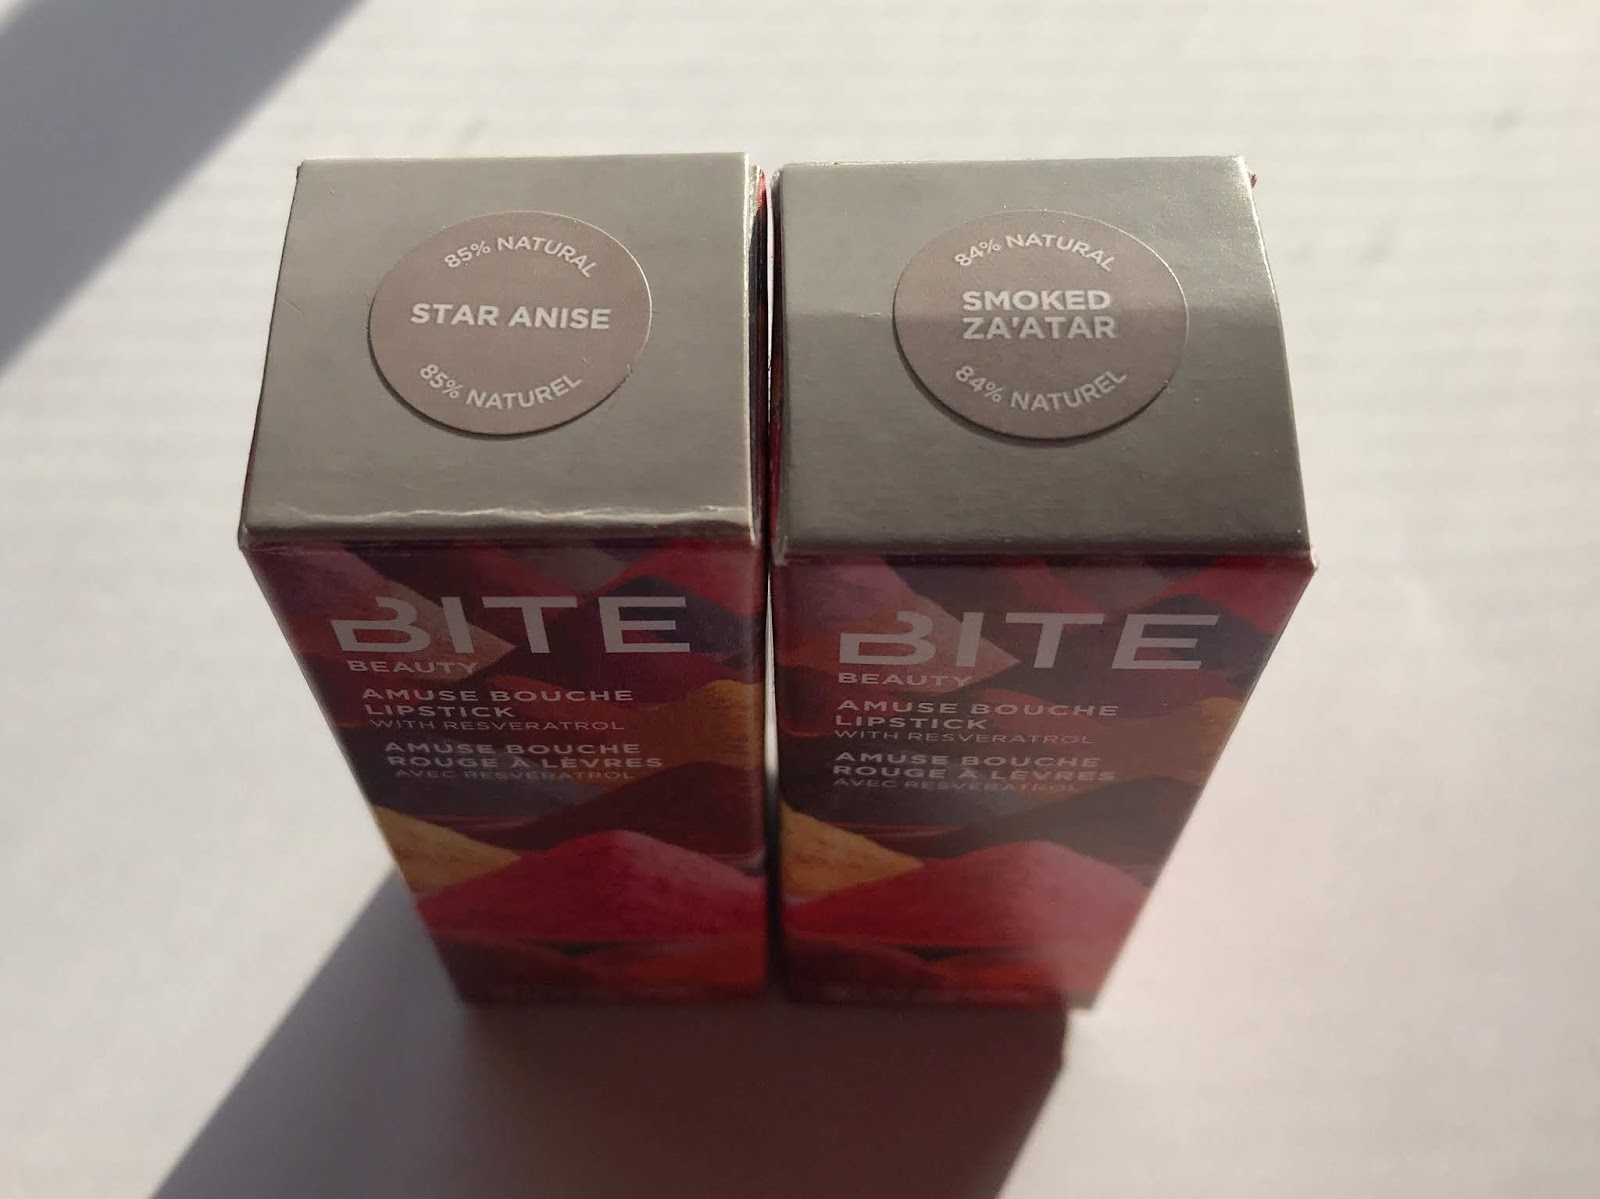 85% NATURAL
STAR ANISE
85% NATUREL
BITE
BEAUTY
AMUSE BOUCHE
LIPSTICK
WITH RESVERATROL
AMUSE BOUCHE
ROUGE À LÈVRES
AVEC RESVERATROL
84% NATURAL
SMOKED
ZA'ATAR
84% NATUREL
BITE
BEAUTY
AMUSE BOUCHE
LIPSTICK
WITH RESVERATROL
AMUSE BOUCHE
ROUGE À LÈVRES
AVEC RESVERATROL